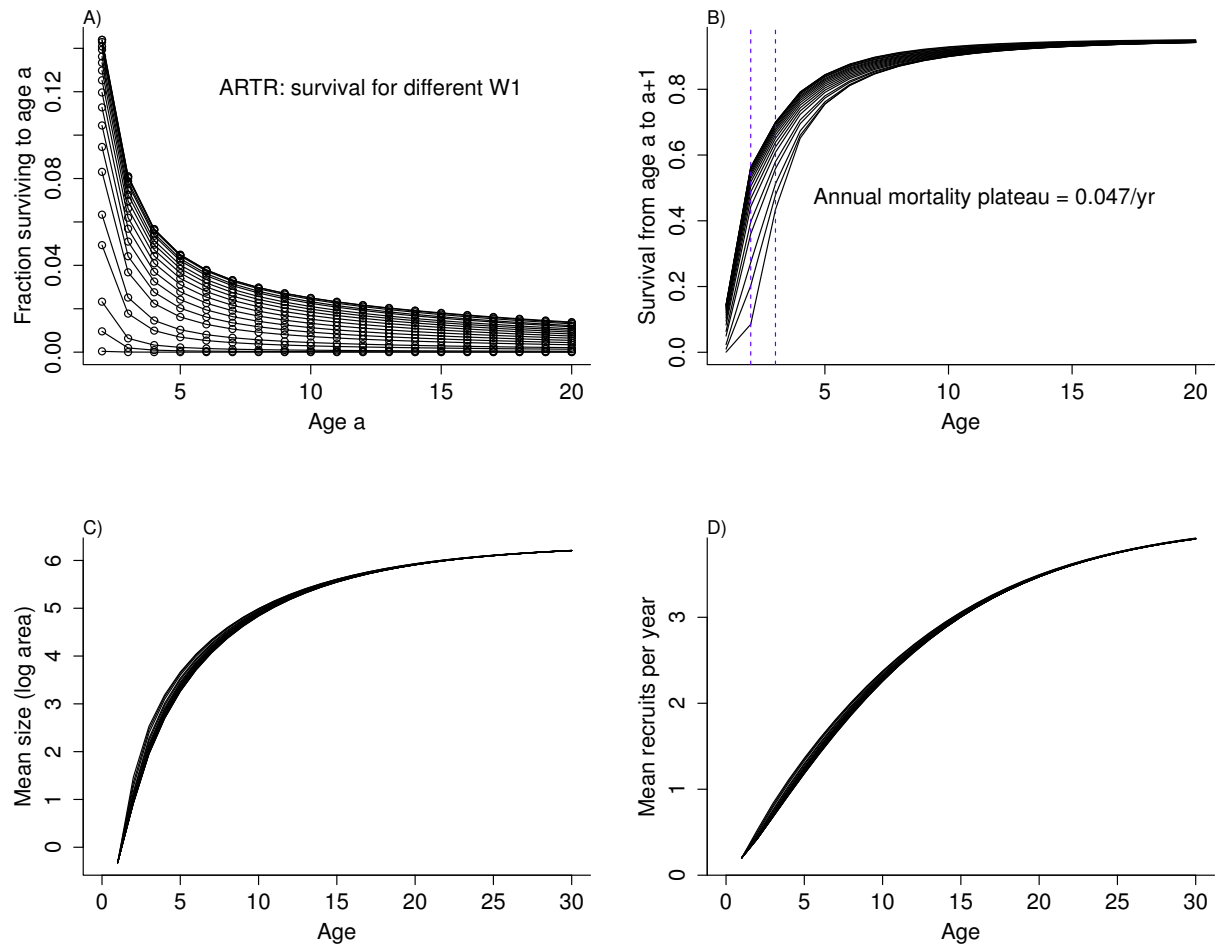 A)
ARTR: survival for different W1
Fraction surviving to age a
0.00 0.04 0.08 0.12
5 10 15 20
Age a
B)
Annual mortality plateau = 0.047/yr
Survival from age a to a+1
0.0 0.2 0.4 0.6 0.8
5 10 15 20
Age
C)
Mean size (log area)
0 1 2 3 4 5 6
0 5 10 15 20 25 30
Age
D)
Mean recruits per year
0 1 2 3
0 5 10 15 20 25 30
Age